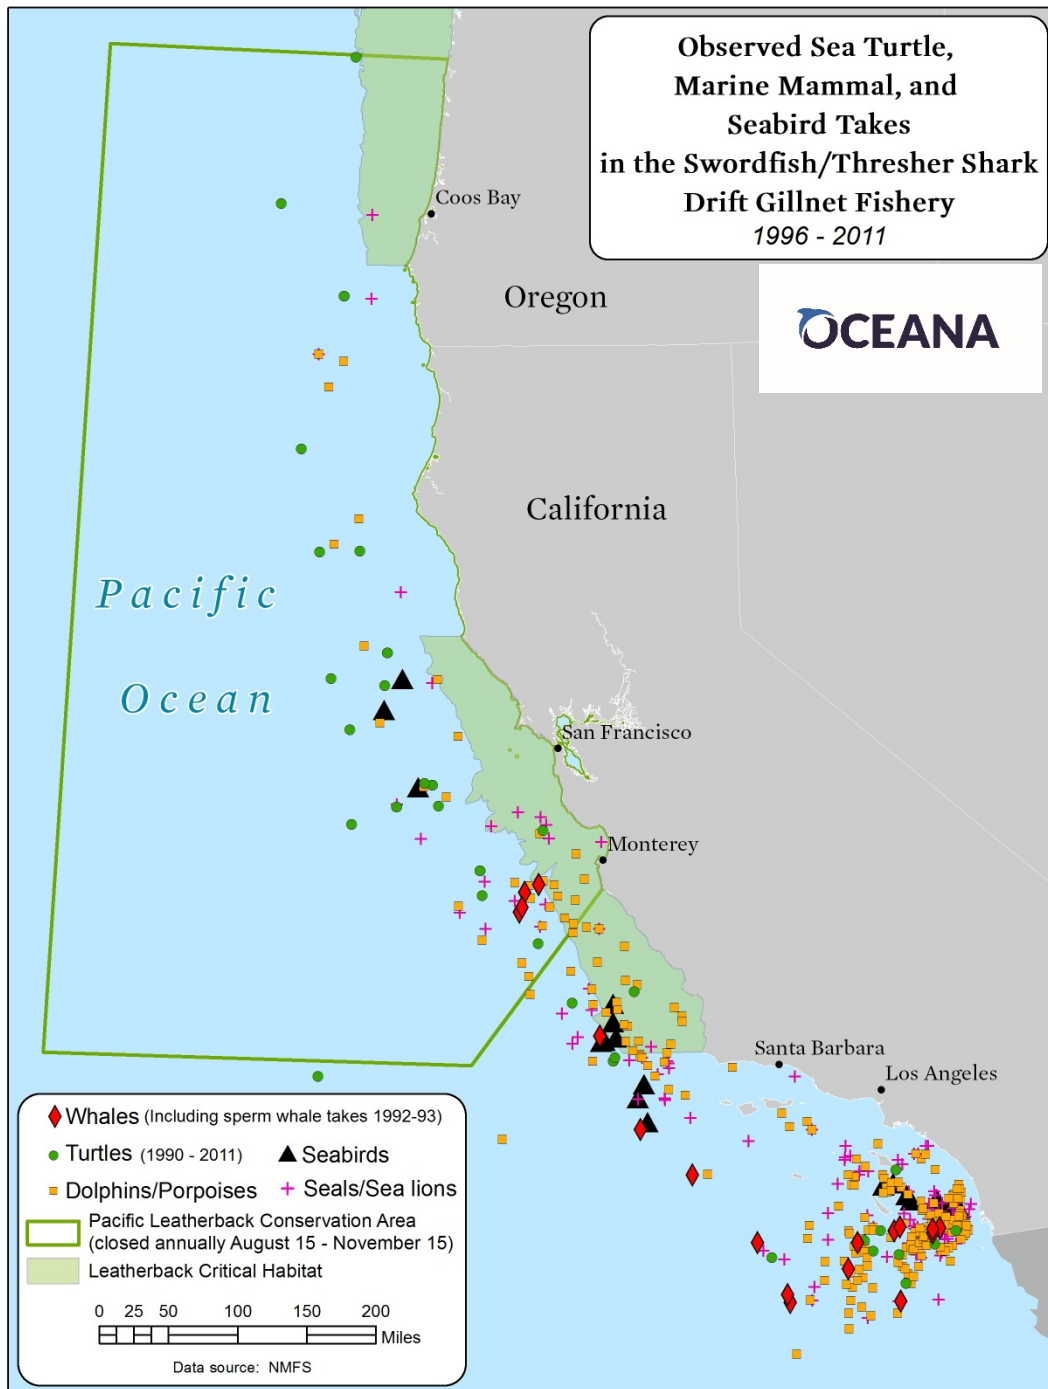 Observed Sea Turtle,
Marine Mammal, and
Seabird Takes
in the Swordfish/Thresher Shark
Drift Gillnet Fishery
1996 - 2011
OCEANA
Coos Bay
Oregon
California
Pacific
Ocean
San Francisco
Monterey
Santa Barbara
Los Angeles
Whales (Including sperm whale takes 1992-93)
Turtles (1990 - 2011)
Seabirds
Dolphins/Porpoises
Seals/Sea lions
Pacific Leatherback Conservation Area
(closed annually August 15 - November 15)
Leatherback Critical Habitat
0 25 50 100 150 200
Miles
Data source: NMFS